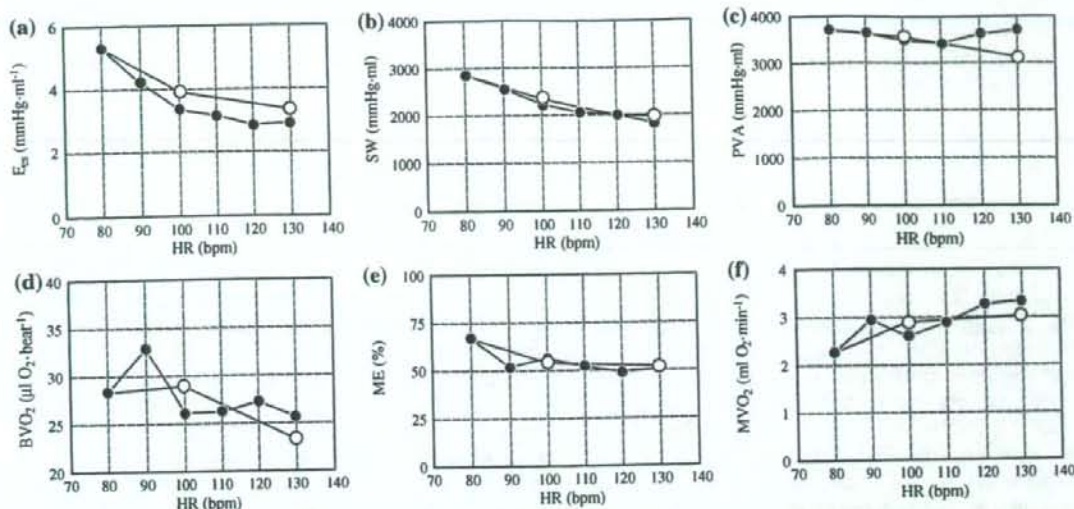 (a)
6
4
2
0
E_es (mmHg·ml⁻¹)
70 80 90 100 110 120 130 140
HR (bpm)
(b)
4000
3000
2000
1000
0
SW (mmHg·ml)
70 80 90 100 110 120 130 140
HR (bpm)
(c)
4000
3000
2000
1000
0
PVA (mmHg·ml)
70 80 90 100 110 120 130 140
HR (bpm)
(d)
40
35
30
25
20
BVO₂ (µl O₂·beat⁻¹)
70 80 90 100 110 120 130 140
HR (bpm)
(e)
100
75
50
25
0
ME (%)
70 80 90 100 110 120 130 140
HR (bpm)
(f)
4
3
2
1
0
MVO₂ (ml O₂·min⁻¹)
70 80 90 100 110 120 130 140
HR (bpm)